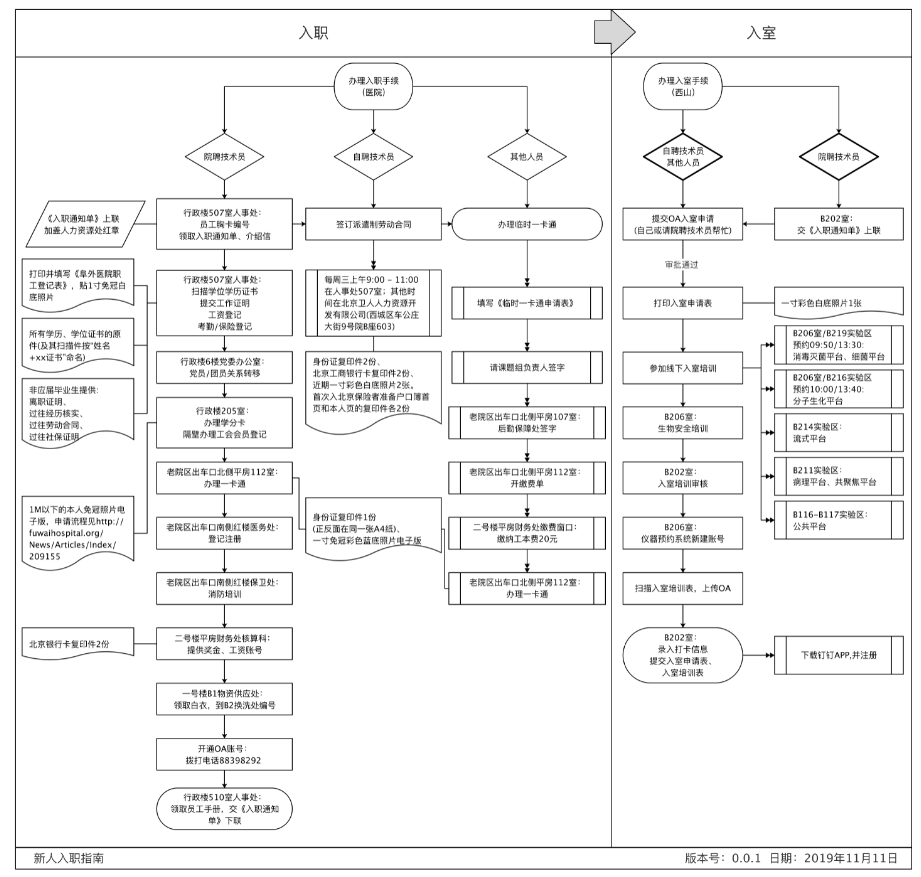 入职
入室
办理入职手续
(医院)
院聘技术员
自聘技术员
其他人员
《入职通知单》上联
加盖人力资源处红章
行政楼507室人事处：
员工胸卡编号
领取入职通知单、介绍信
签订派遣制劳动合同
办理临时一卡通
打印并填写《阜外医院职
工登记表》，贴1寸免冠白
底照片
行政楼507室人事处：
扫描学位学历证书
提交工作证明
工资登记
考勤/保险登记
每周三上午9:00 – 11:00
在人事处507室；其他时
间在北京卫人人力资源开
发有限公司(西城区车公庄
大街9号院B座603)
填写《临时一卡通申请表》
所有学历、学位证书的原
件(及其扫描件按"姓名
+xx证书"命名)
行政楼6楼党委办公室：
党员/团员关系转移
身份证复印件2份、
北京工商银行卡复印件2份、
近期一寸彩色白底照片2张。
首次入北京保险者准备户口薄首
页和本人页的复印件各2份
请课题组负责人签字
非应届毕业生提供：
离职证明、
过往经历核实、
过往劳动合同、
过往社保证明
行政楼205室：
办理学分卡
隔壁办理工会会员登记
老院区出车口北侧平房107室：
后勤保障处签字
老院区出车口北侧平房112室：
办理一卡通
老院区出车口北侧平房112室：
开缴费单
1M以下的本人免冠照片电
子版，申请流程见http://
fuwaihospital.org/
News/Articles/Index/
209155
老院区出车口南侧红楼医务处：
登记注册
身份证复印件1份
(正反面在同一张A4纸)、
一寸免冠彩色蓝底照片电子版
二号楼平房财务处缴费窗口：
缴纳工本费20元
老院区出车口南侧红楼保卫处：
消防培训
老院区出车口北侧平房112室：
办理一卡通
北京银行卡复印件2份
二号楼平房财务处核算科：
提供奖金、工资账号
一号楼B1物资供应处：
领取白衣，到B2换洗处编号
开通OA账号：
拨打电话88398292
行政楼510室人事处：
领取员工手册，交《入职通知
单》下联
办理入室手续
(西山)
自聘技术员
其他人员
院聘技术员
提交OA入室申请
(自己或请院聘技术员帮忙)
B202室：
交《入职通知单》上联
审批通过
打印入室申请表
一寸彩色白底照片1张
参加线下入室培训
B206室/B219实验区
预约09:50/13:30：
消毒灭菌平台、细菌平台
B206室/B216实验区
预约10:00/13:40：
分子生化平台
B206室：
生物安全培训
B214实验区：
流式平台
B202室：
入室培训审核
B211实验区：
病理平台、共聚焦平台
B206室：
仪器预约系统新建账号
B116–B117实验区：
公共平台
扫描入室培训表，上传OA
B202室：
录入打卡信息
提交入室申请表、
入室培训表
下载钉钉APP,并注册
新人入职指南
版本号：0.0.1 日期：2019年11月11日